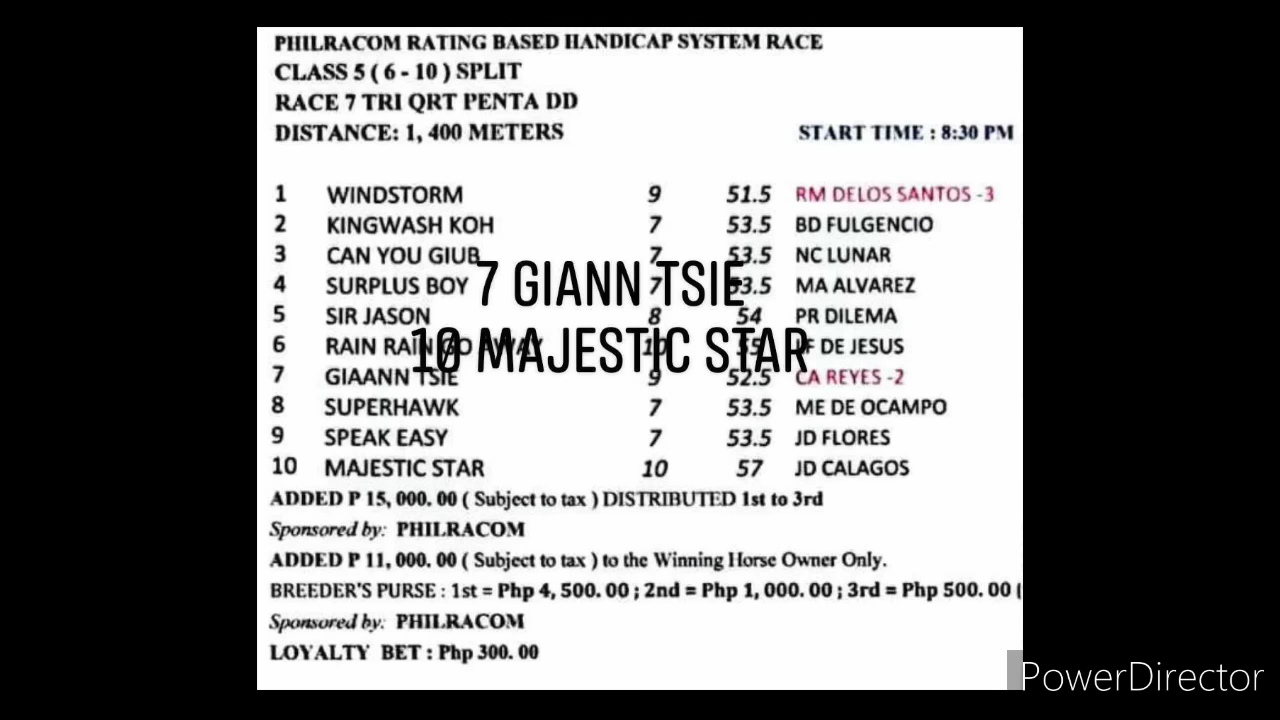 PHILRACOM RATING BASED HANDICAP SYSTEM RACE
CLASS 5 ( 6 - 10 ) SPLIT
RACE 7 TRI QRT PENTA DD
DISTANCE: 1, 400 METERS START TIME : 8:30 PM
1 WINDSTORM 9 51.5 RM DELOS SANTOS -3
2 KINGWASH KOH 7 53.5 BD FULGENCIO
3 CAN YOU GIUB 7 53.5 NC LUNAR
4 SURPLUS BOY 7 53.5 MA ALVAREZ
7 GIANN TSIE
5 SIR JASON 8 54 PR DILEMA
6 RAIN RAIN GO AWAY 10 55 DE JESUS
10 MAJESTIC STAR
7 GIAANN TSIE 9 52.5 CA REYES -2
8 SUPERHAWK 7 53.5 ME DE OCAMPO
9 SPEAK EASY 7 53.5 JD FLORES
10 MAJESTIC STAR 10 57 JD CALAGOS
ADDED P 15, 000. 00 ( Subject to tax ) DISTRIBUTED 1st to 3rd
Sponsored by: PHILRACOM
ADDED P 11, 000. 00 ( Subject to tax ) to the Winning Horse Owner Only.
BREEDER'S PURSE : 1st = Php 4, 500. 00 ; 2nd = Php 1, 000. 00 ; 3rd = Php 500. 00 (
Sponsored by: PHILRACOM
LOYALTY BET : Php 300. 00
PowerDirector